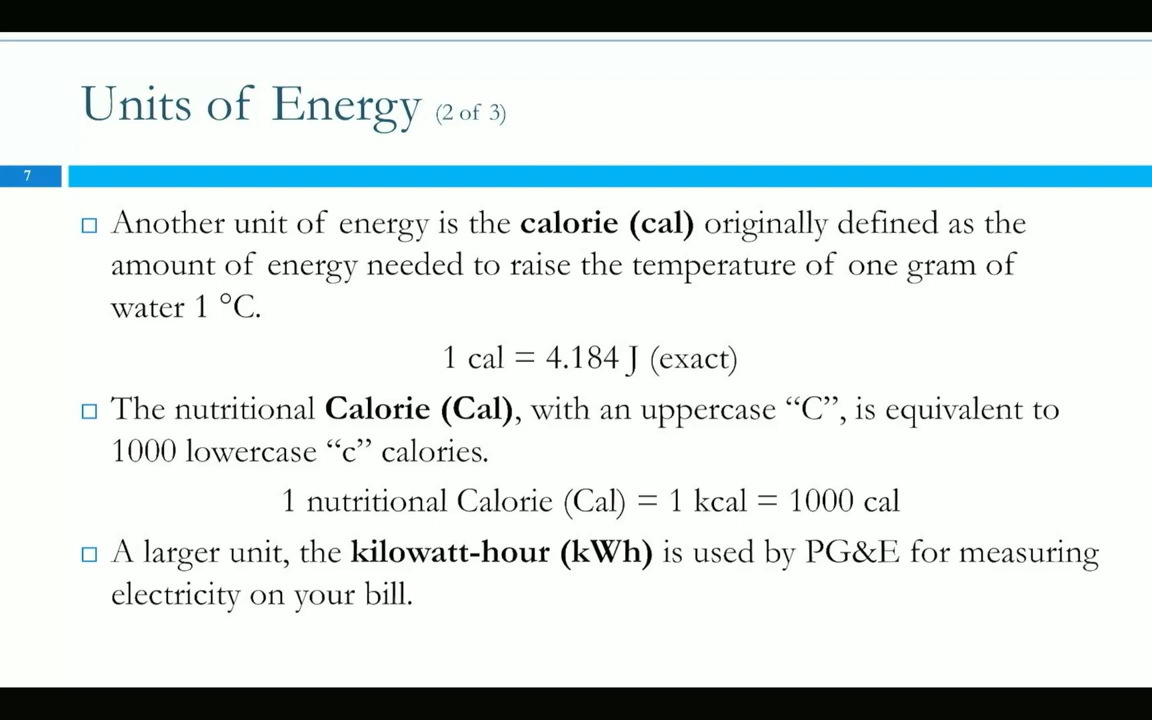 Units of Energy (2 of 3)
7
Another unit of energy is the calorie (cal) originally defined as the
amount of energy needed to raise the temperature of one gram of
water 1 °C.
1 cal = 4.184 J (exact)
The nutritional Calorie (Cal), with an uppercase “C”, is equivalent to
1000 lowercase “c” calories.
1 nutritional Calorie (Cal) = 1 kcal = 1000 cal
A larger unit, the kilowatt-hour (kWh) is used by PG&E for measuring
electricity on your bill.